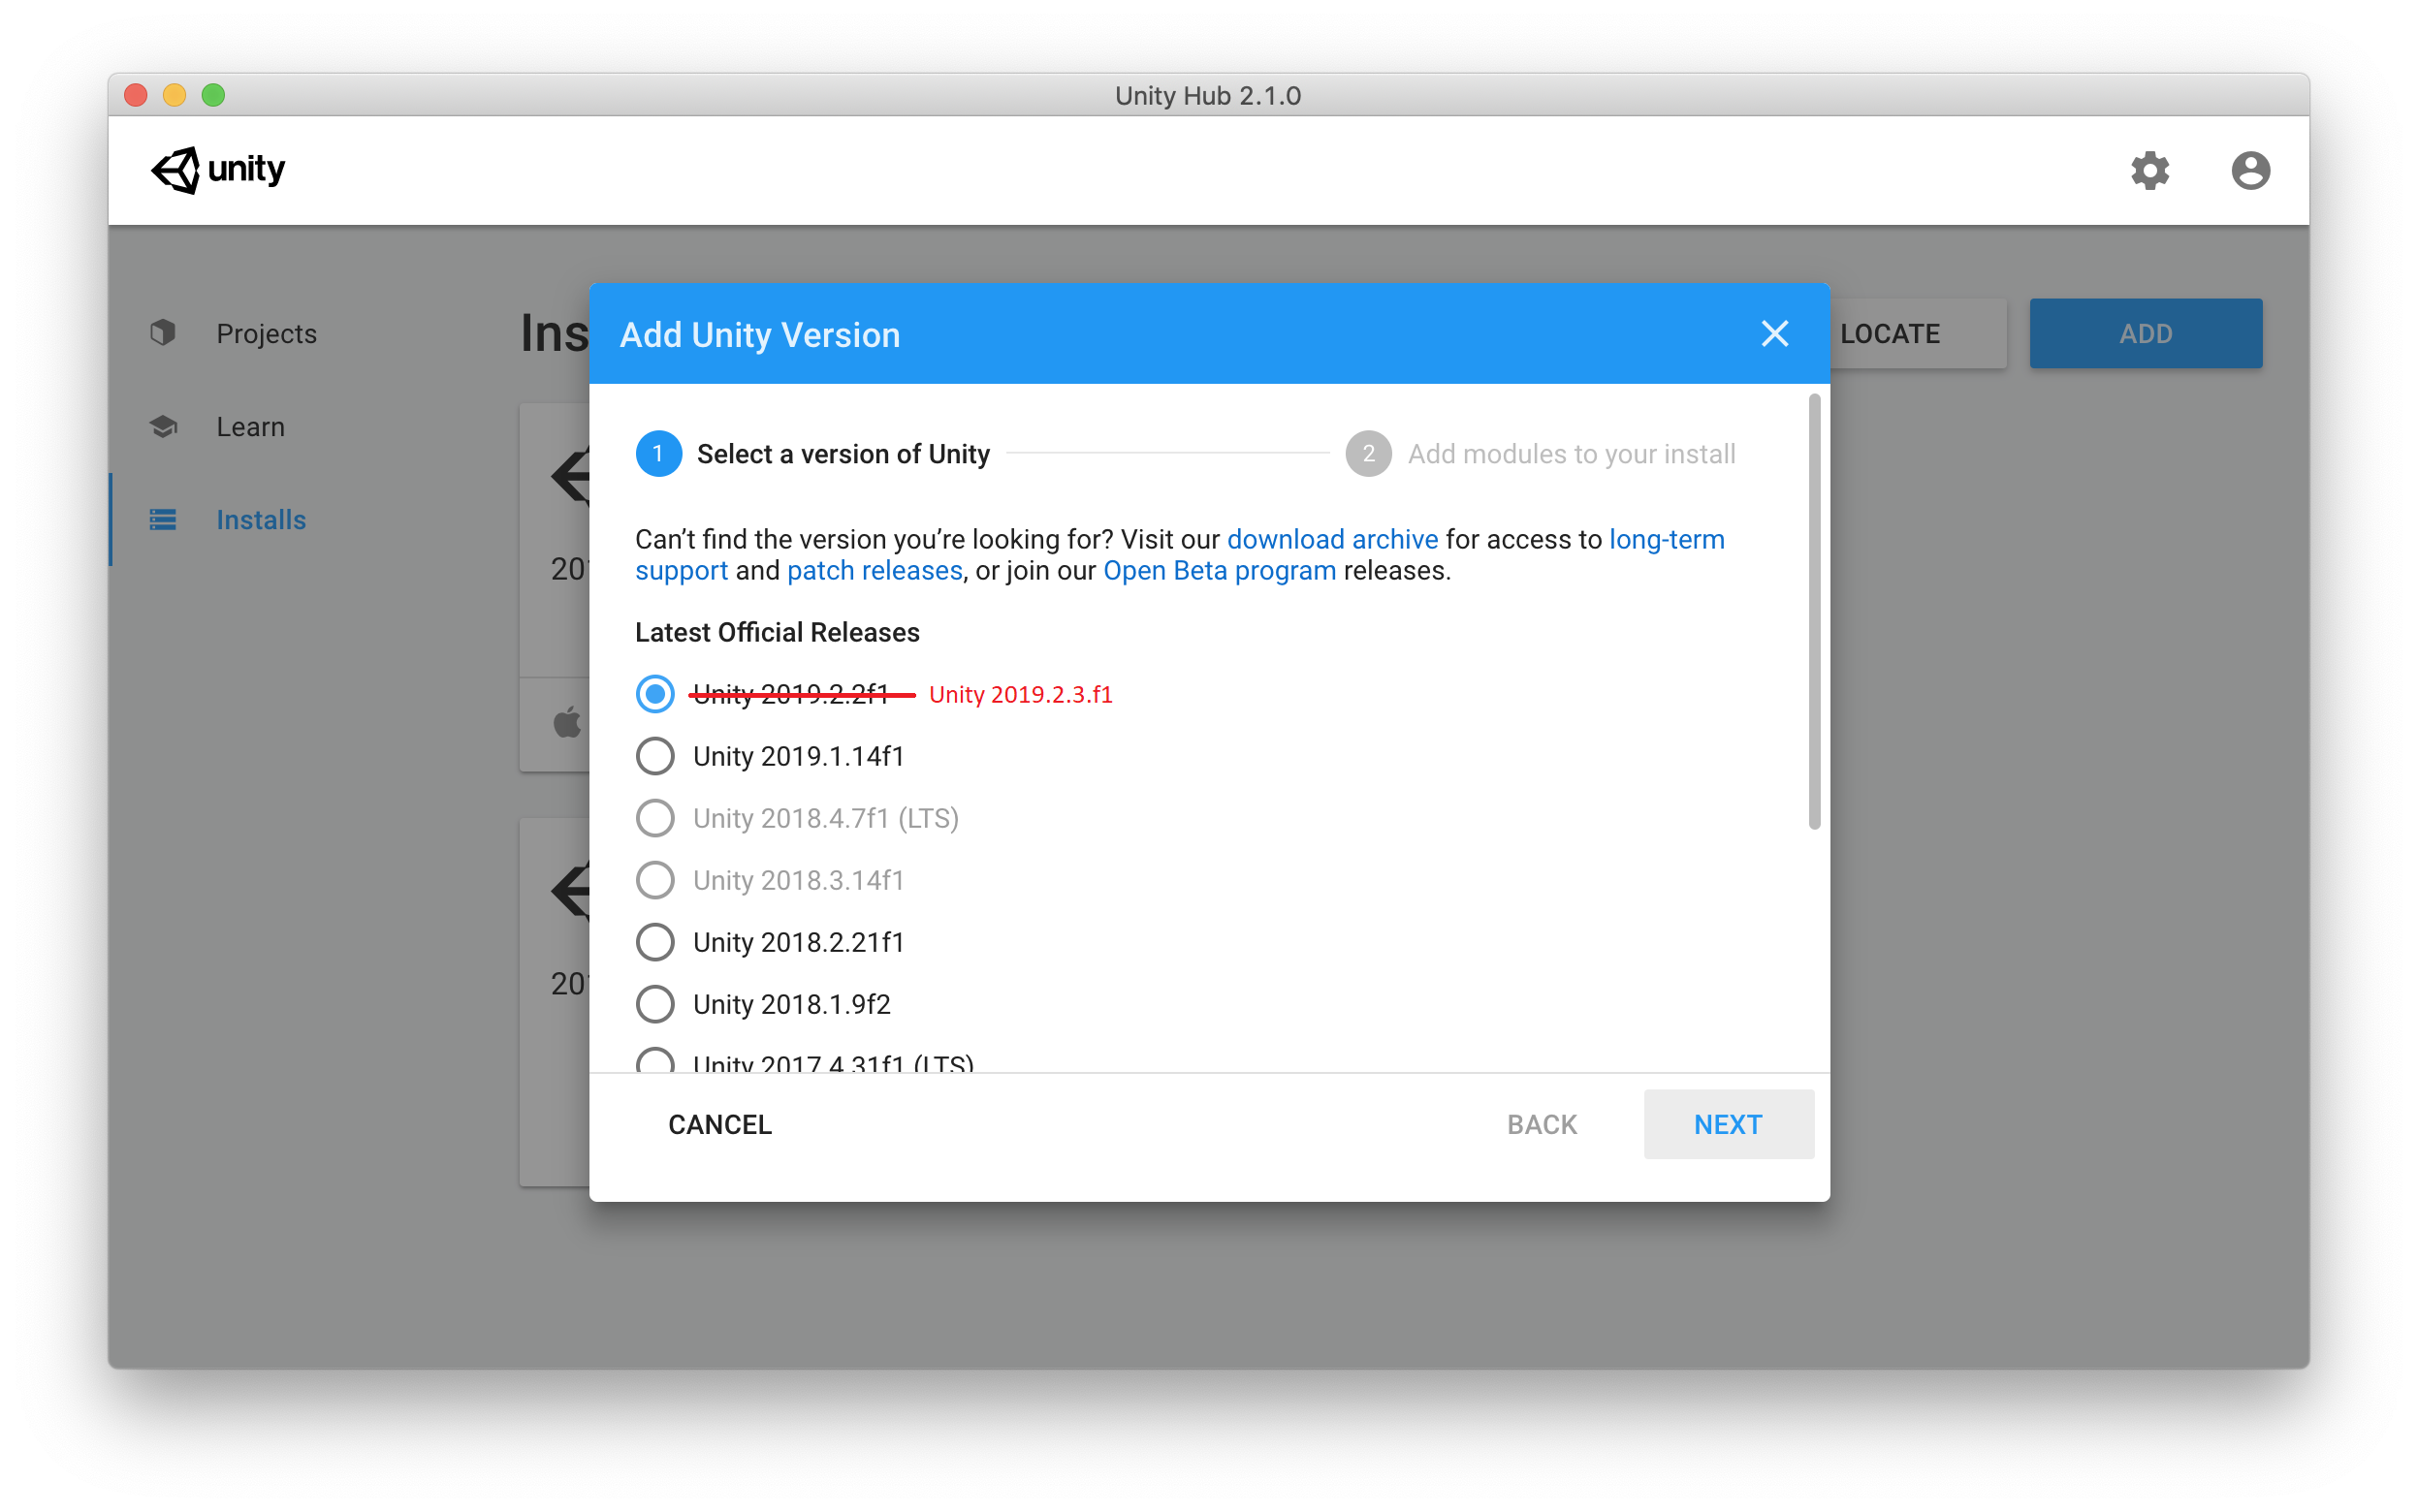 Unity Hub 2.1.0
unity
Projects
Learn
Installs
Ins
LOCATE
ADD
Add Unity Version
1 Select a version of Unity
2 Add modules to your install
Can’t find the version you’re looking for? Visit our download archive for access to long-term
support and patch releases, or join our Open Beta program releases.
Latest Official Releases
Unity 2019.2.2f1 Unity 2019.2.3.f1
Unity 2019.1.14f1
Unity 2018.4.7f1 (LTS)
Unity 2018.3.14f1
Unity 2018.2.21f1
Unity 2018.1.9f2
Unity 2017.4.31f1 (LTS)
201
201
CANCEL
BACK
NEXT